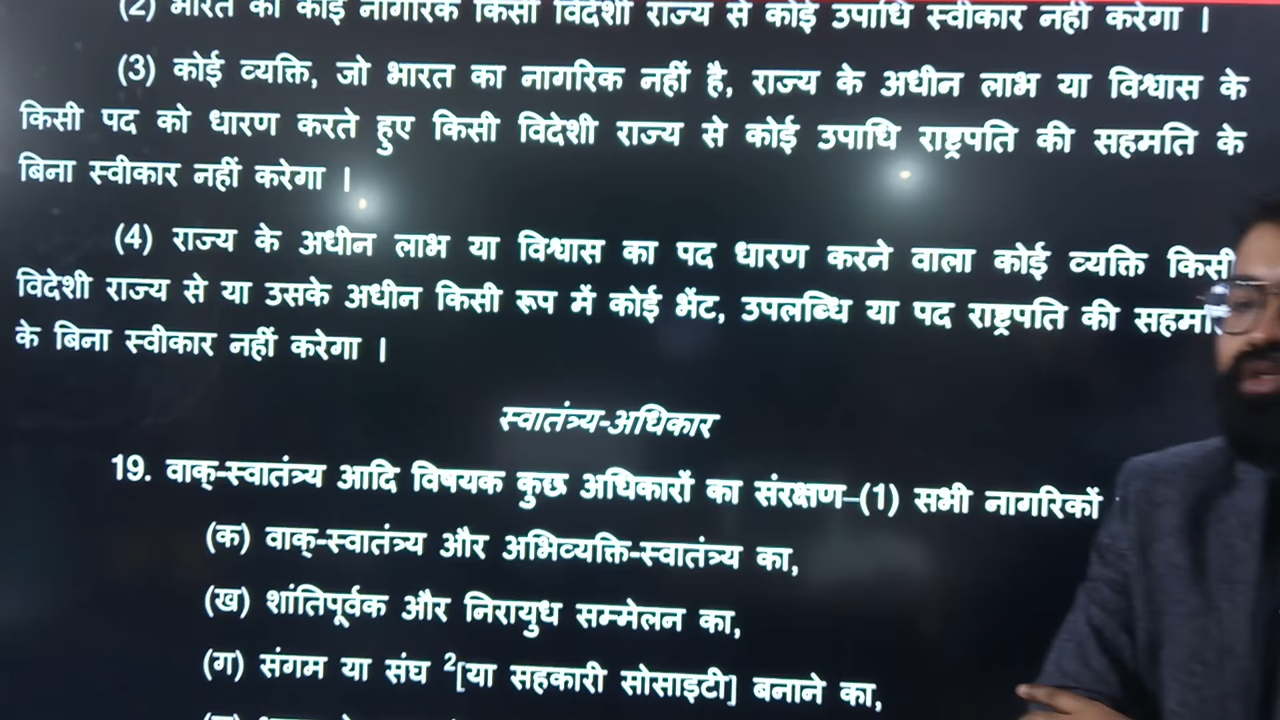 (2) भारत का कोई नागरिक किसी विदेशी राज्य से कोई उपाधि स्वीकार नहीं करेगा ।
(3) कोई व्यक्ति, जो भारत का नागरिक नहीं है, राज्य के अधीन लाभ या विश्वास के
किसी पद को धारण करते हुए किसी विदेशी राज्य से कोई उपाधि राष्ट्रपति की सहमति के
बिना स्वीकार नहीं करेगा ।
(4) राज्य के अधीन लाभ या विश्वास का पद धारण करने वाला कोई व्यक्ति किसी
विदेशी राज्य से या उसके अधीन किसी रूप में कोई भेंट, उपलब्धि या पद राष्ट्रपति की
के बिना स्वीकार नहीं करेगा ।
स्वातंत्र्य-अधिकार
19. वाक्-स्वातंत्र्य आदि विषयक कुछ अधिकारों का संरक्षण–(1) सभी नागरिकों
(क) वाक्-स्वातंत्र्य और अभिव्यक्ति-स्वातंत्र्य का,
(ख) शांतिपूर्वक और निरायुध सम्मेलन का,
(ग) संगम या संघ ²[या सहकारी सोसाइटी] बनाने का,